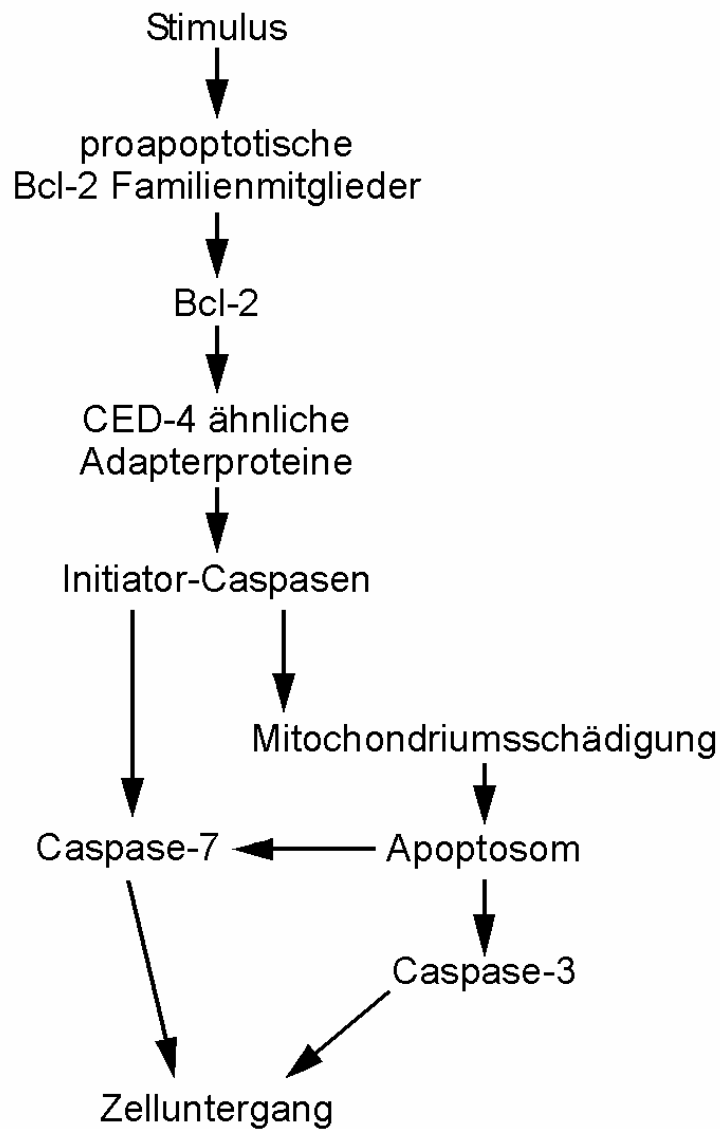 Stimulus
proapoptotische
Bcl-2 Familienmitglieder
Bcl-2
CED-4 ähnliche
Adapterproteine
Initiator-Caspasen
Mitochondriumsschädigung
Caspase-7
Apoptosom
Caspase-3
Zelluntergang